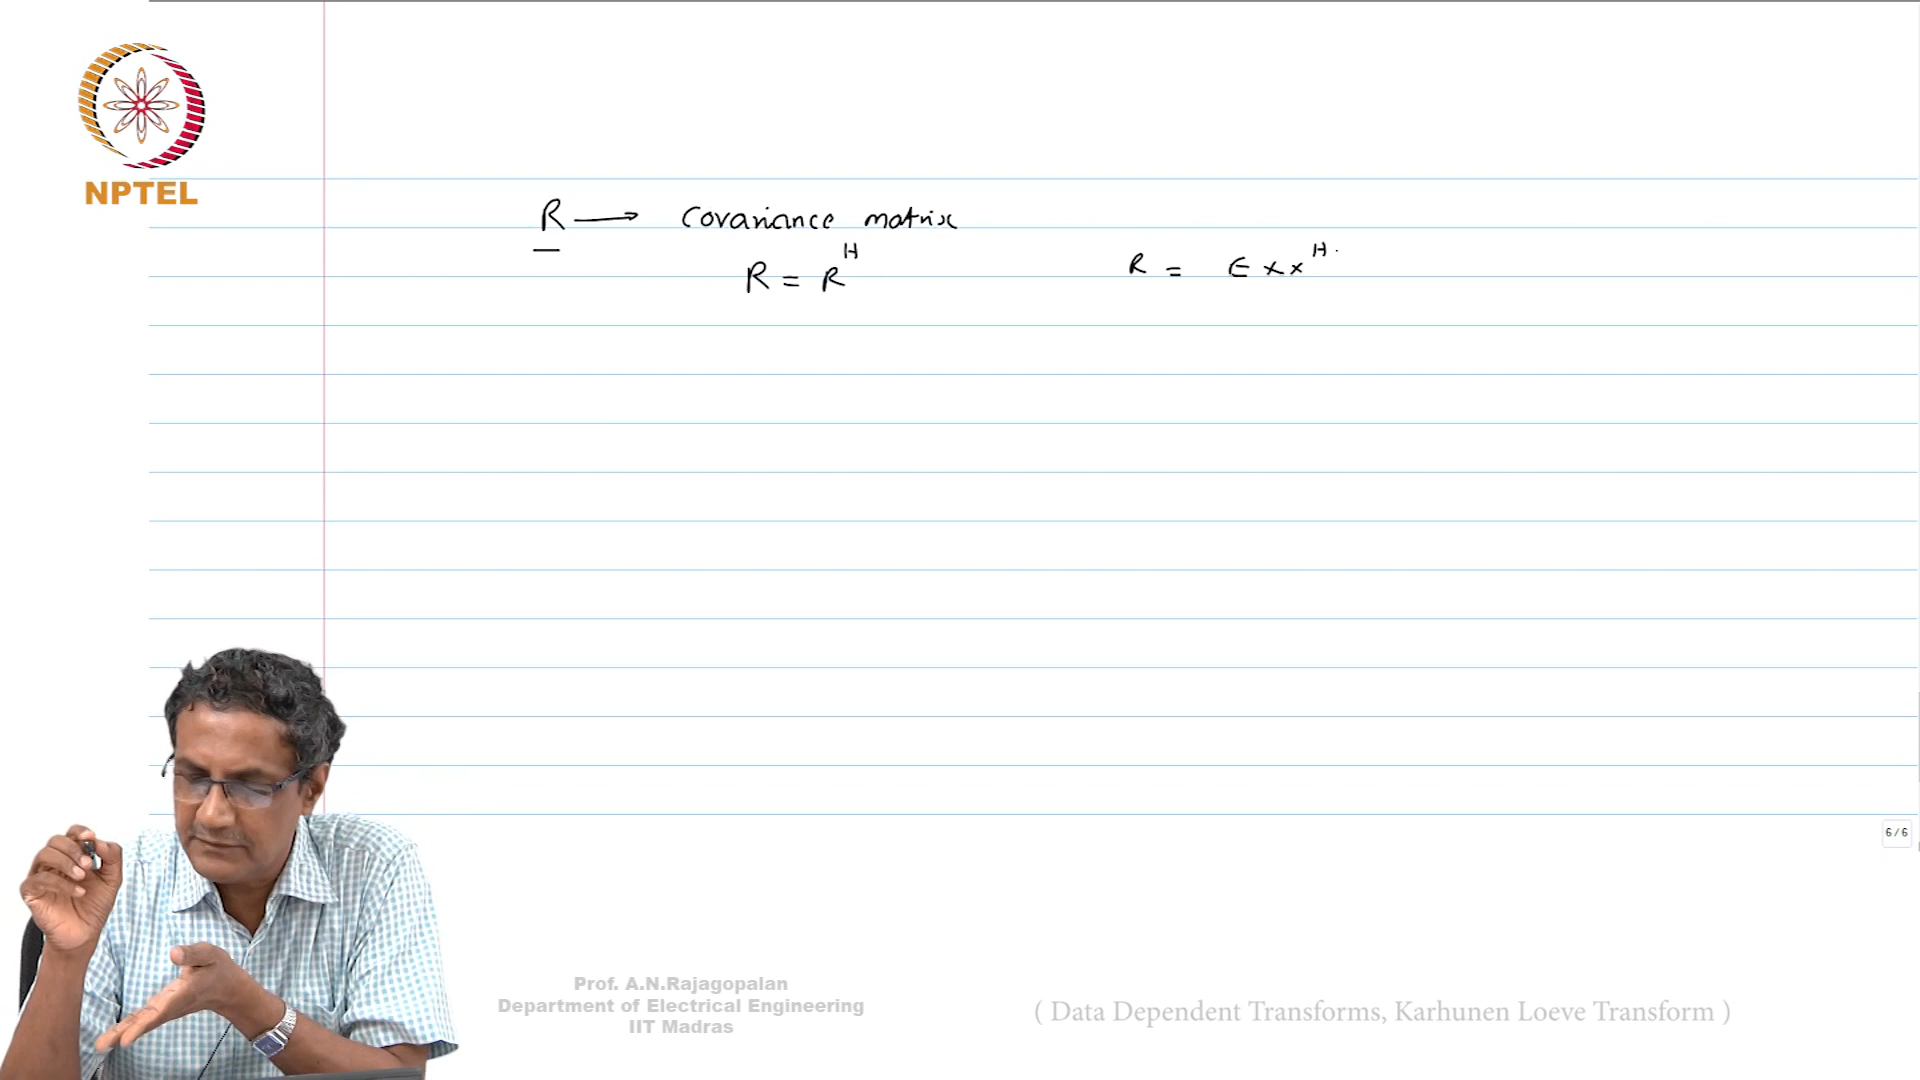 NPTEL
R → Covariance matrix
R = R^H
R = E x x^H
6 / 6
Prof. A.N.Rajagopalan
Department of Electrical Engineering
IIT Madras
( Data Dependent Transforms, Karhunen Loeve Transform )